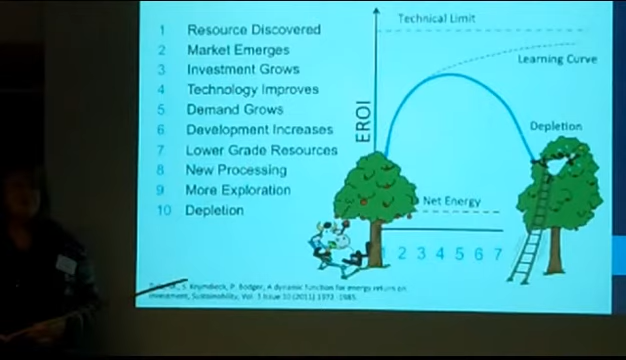 1 Resource Discovered
2 Market Emerges
3 Investment Grows
4 Technology Improves
5 Demand Grows
6 Development Increases
7 Lower Grade Resources
8 New Processing
9 More Exploration
10 Depletion
Technical Limit
Learning Curve
EROI
Depletion
Net Energy
1 2 3 4 5 6 7
S. Krumdieck, P. Bodger, A dynamic function for energy return on
investment, Sustainability, Vol. 3 Issue 10 (2011) 1972 -1985.